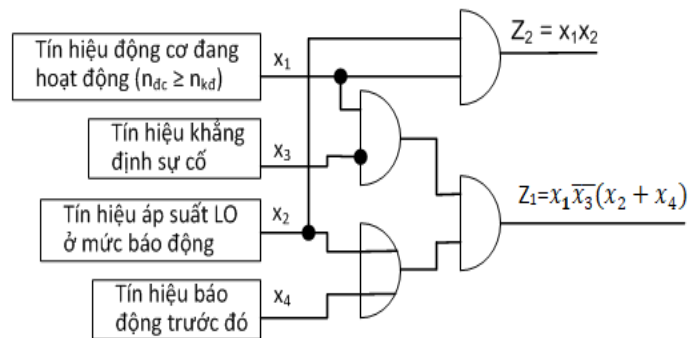 Tín hiệu động cơ đang
hoạt động (nđc ≥ nkđ)
x₁
Z₂ = x₁x₂
Tín hiệu khẳng
định sự cố
x₃
Tín hiệu áp suất LO
ở mức báo động
x₂
Z₁=x₁x̅₃(x₂ + x₄)
Tín hiệu báo
động trước đó
x₄